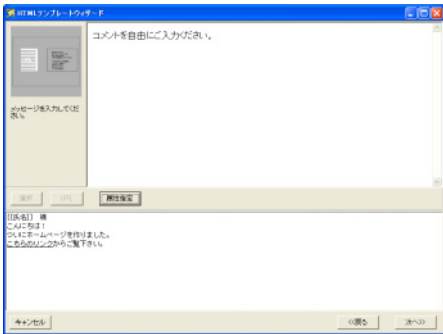 HTMLテンプレートウィザード
コメントを自由にご入力ください。
メッセージを入力してくだ
さい。
選択
URL
属性指定
[[氏名]] 様
こんにちは!
ついにホームページを作りました。
こちらのリンクからご覧下さい。
キャンセル
<<戻る
次へ>>